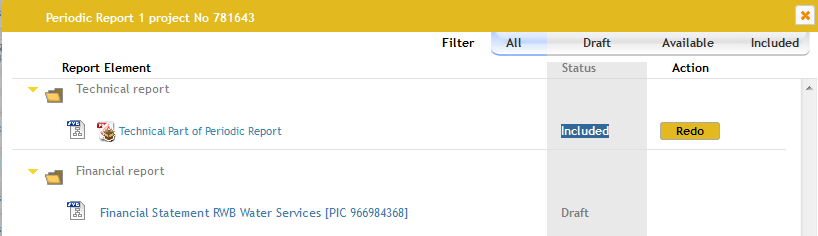 Periodic Report 1 project No 781643
Filter All Draft Available Included
Report Element Status Action
Technical report
Technical Part of Periodic Report Included Redo
Financial report
Financial Statement RWB Water Services [PIC 966984368] Draft